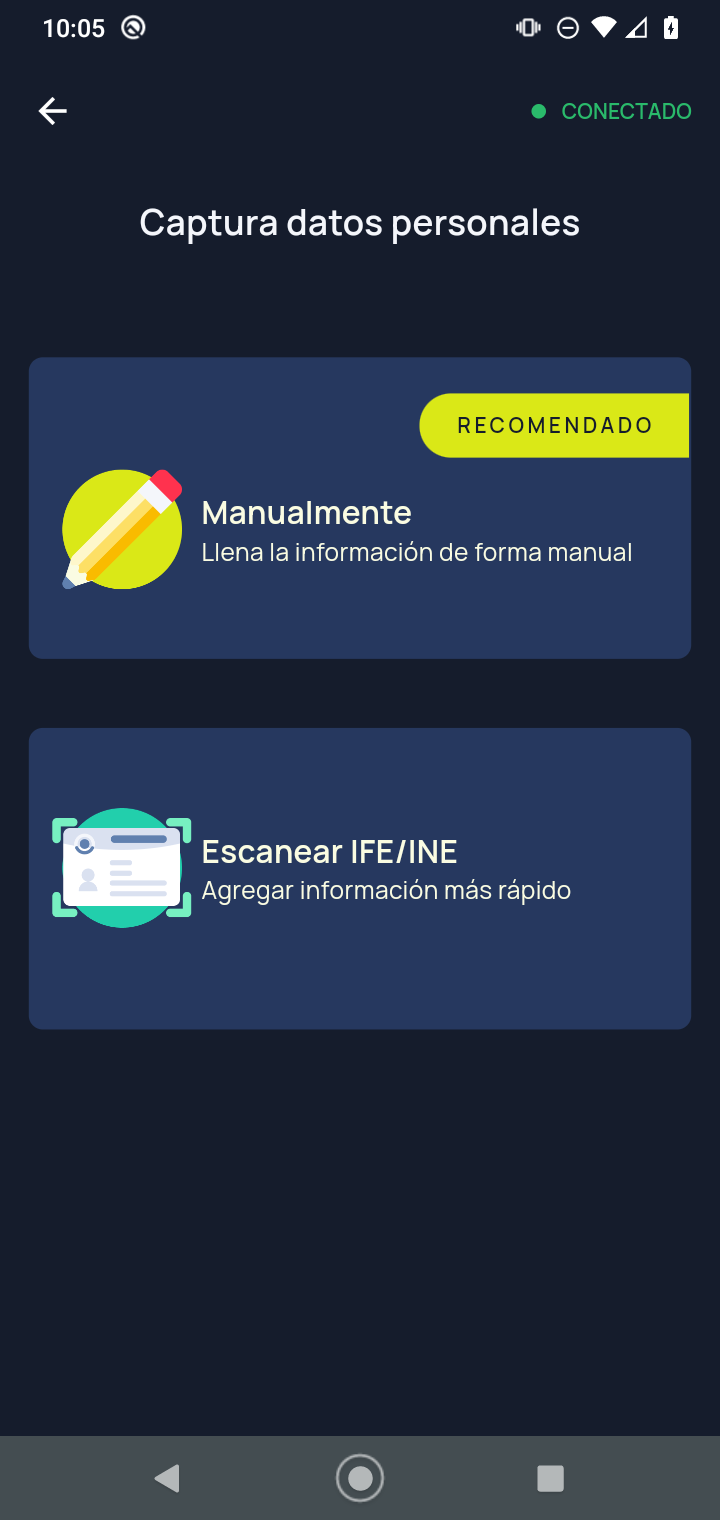 10:05
CONECTADO
Captura datos personales
RECOMENDADO
Manualmente
Llena la información de forma manual
Escanear IFE/INE
Agregar información más rápido